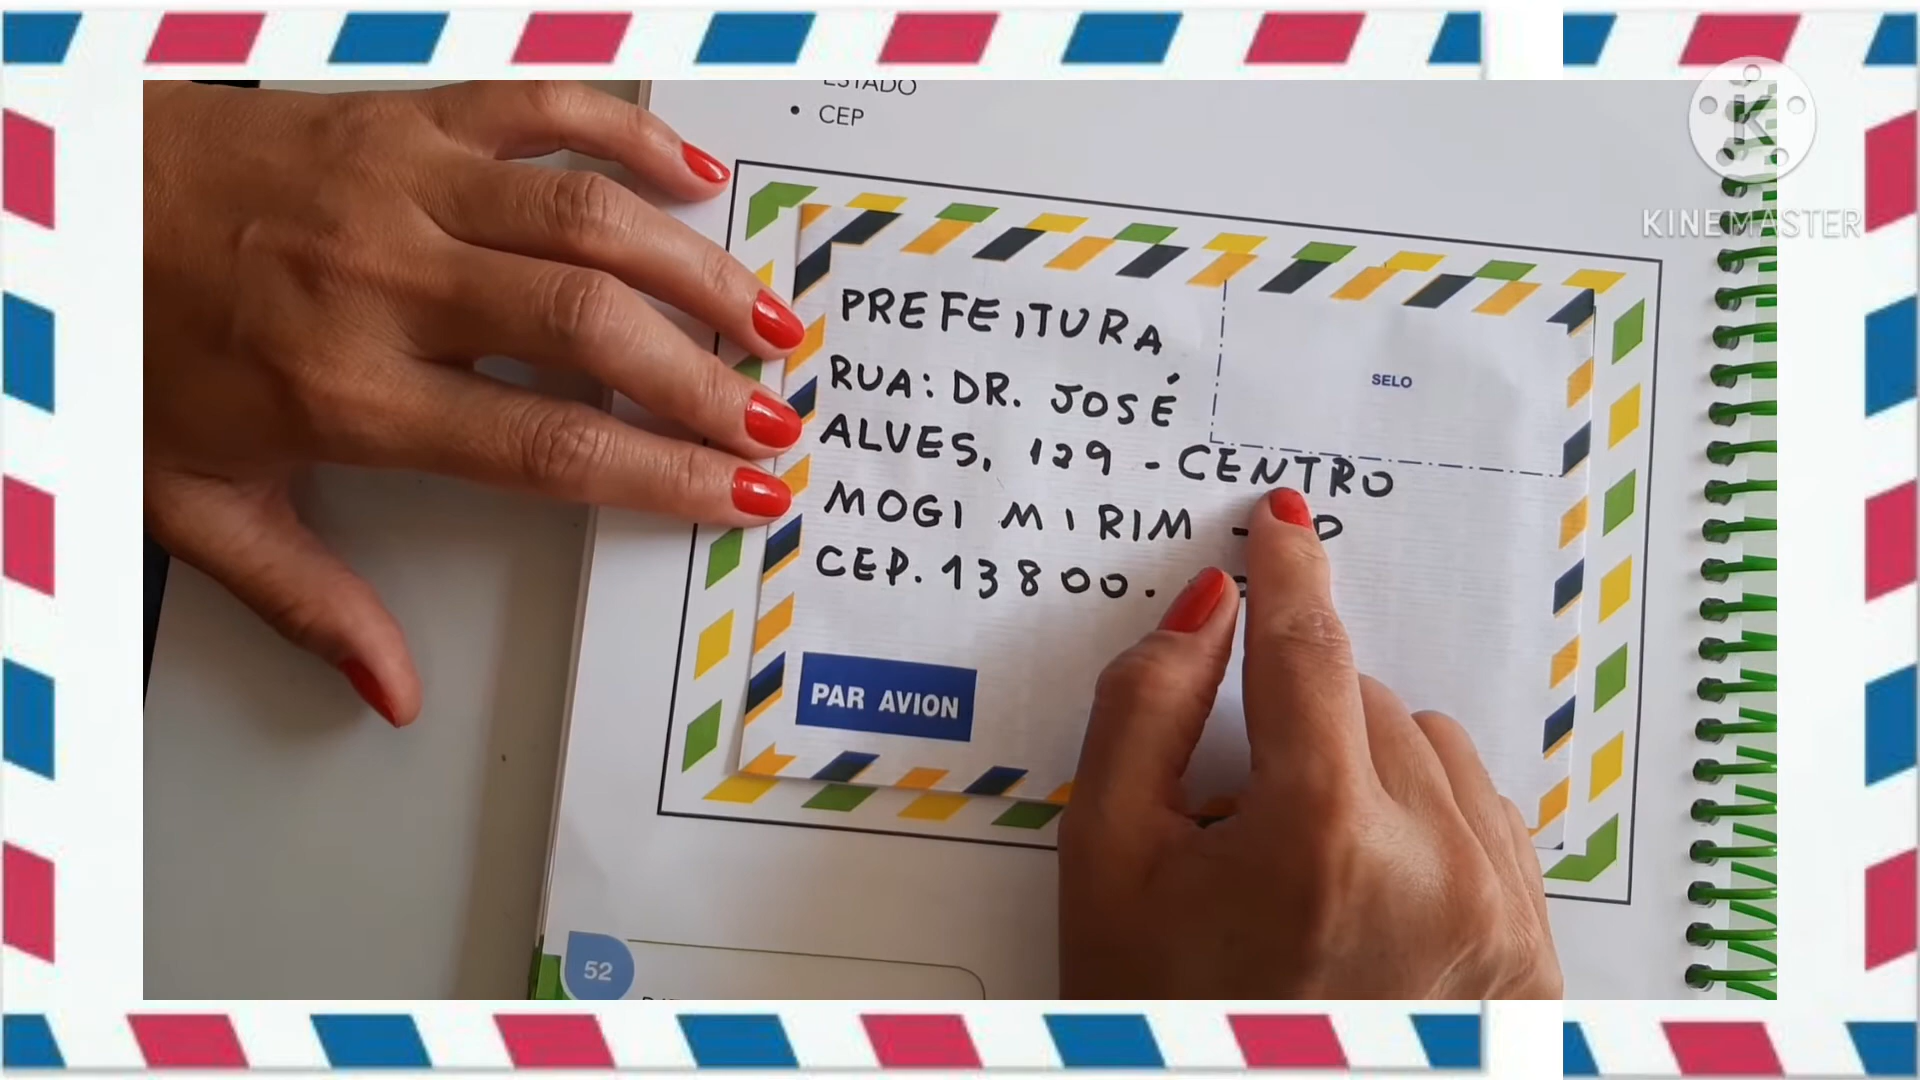 ESTADO
• CEP
KINEMASTER
PREFEITURA
SELO
RUA: DR. JOSÉ
ALVES, 129 - CENTRO
MOGI MIRIM -
CEP. 13800.
PAR AVION
52